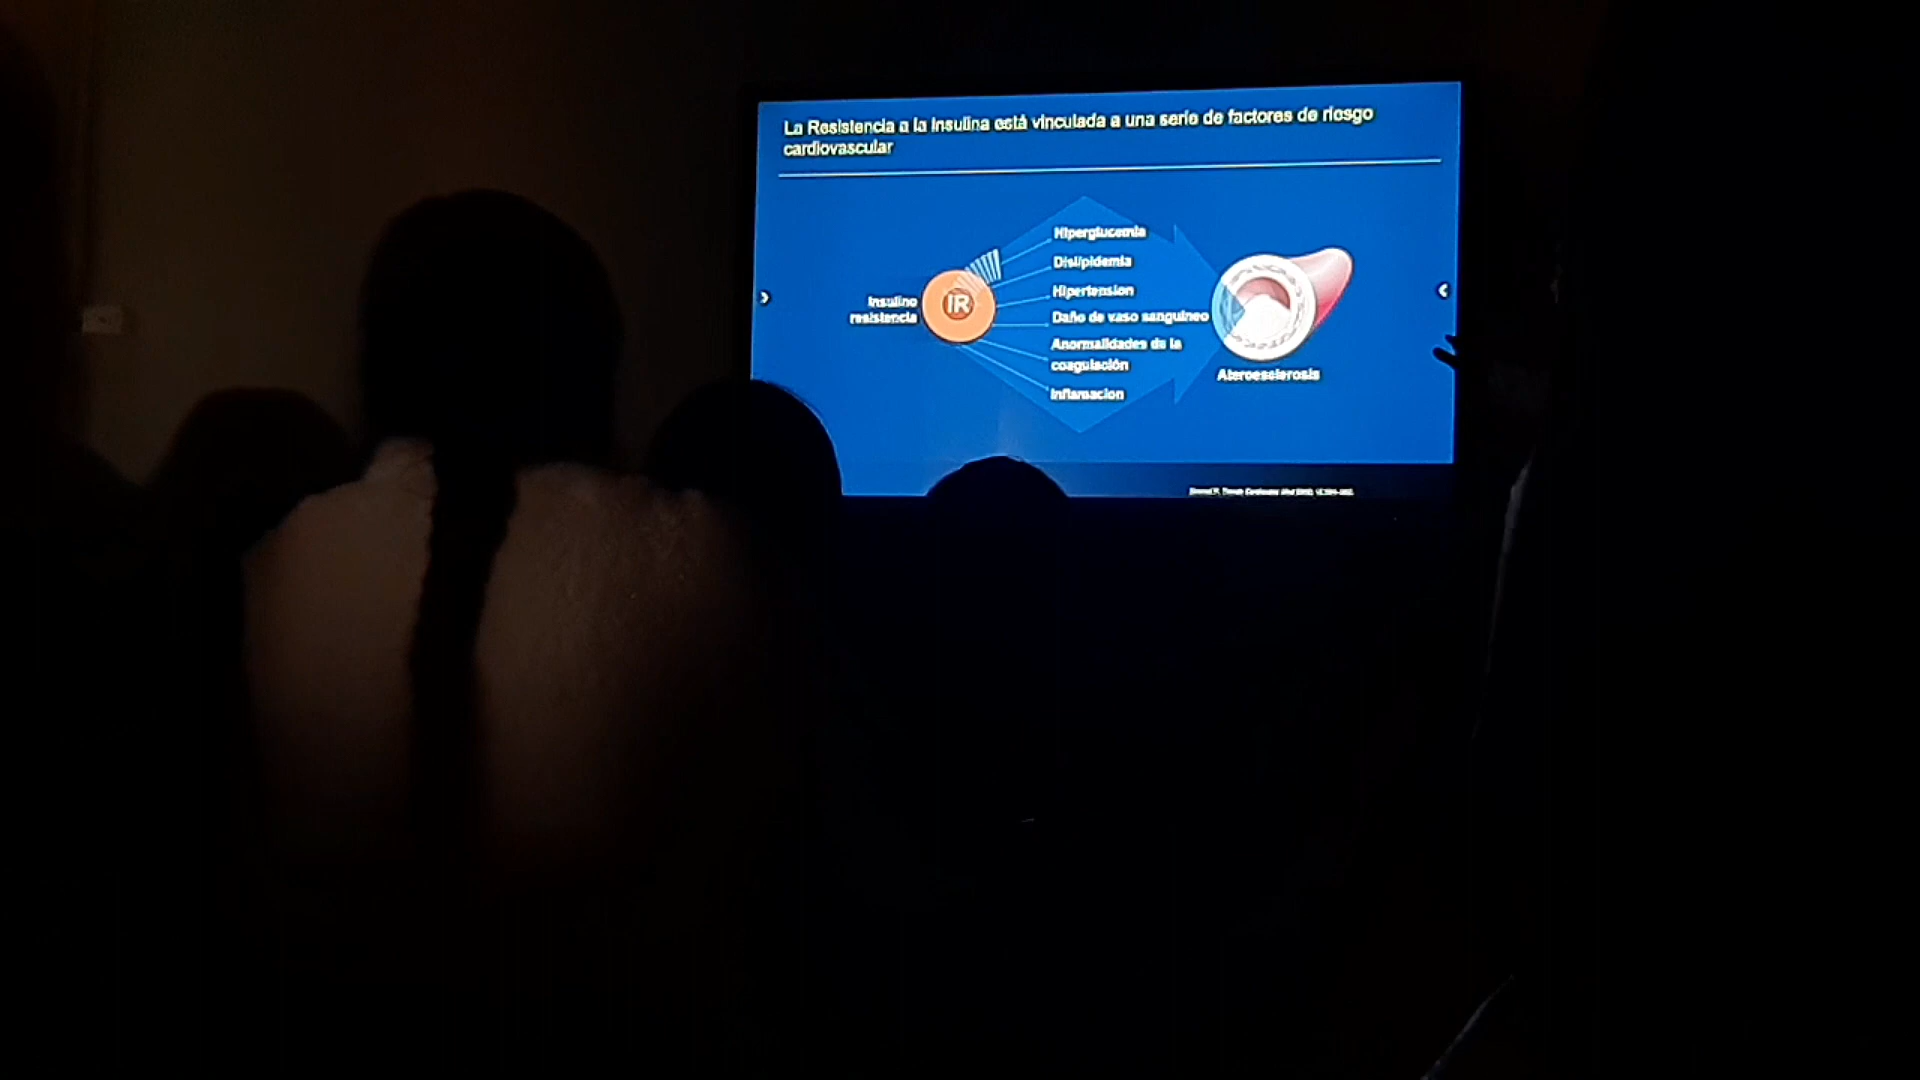 La Resistencia a la Insulina está vinculada a una serie de factores de riesgo
cardiovascular
Hiperglucemia
Dislipidemia
Hipertension
Insulino
resistencia
IR
Daño de vaso sanguíneo
Anormalidades de la
coagulación
Inflamacion
Ateroesclerosis